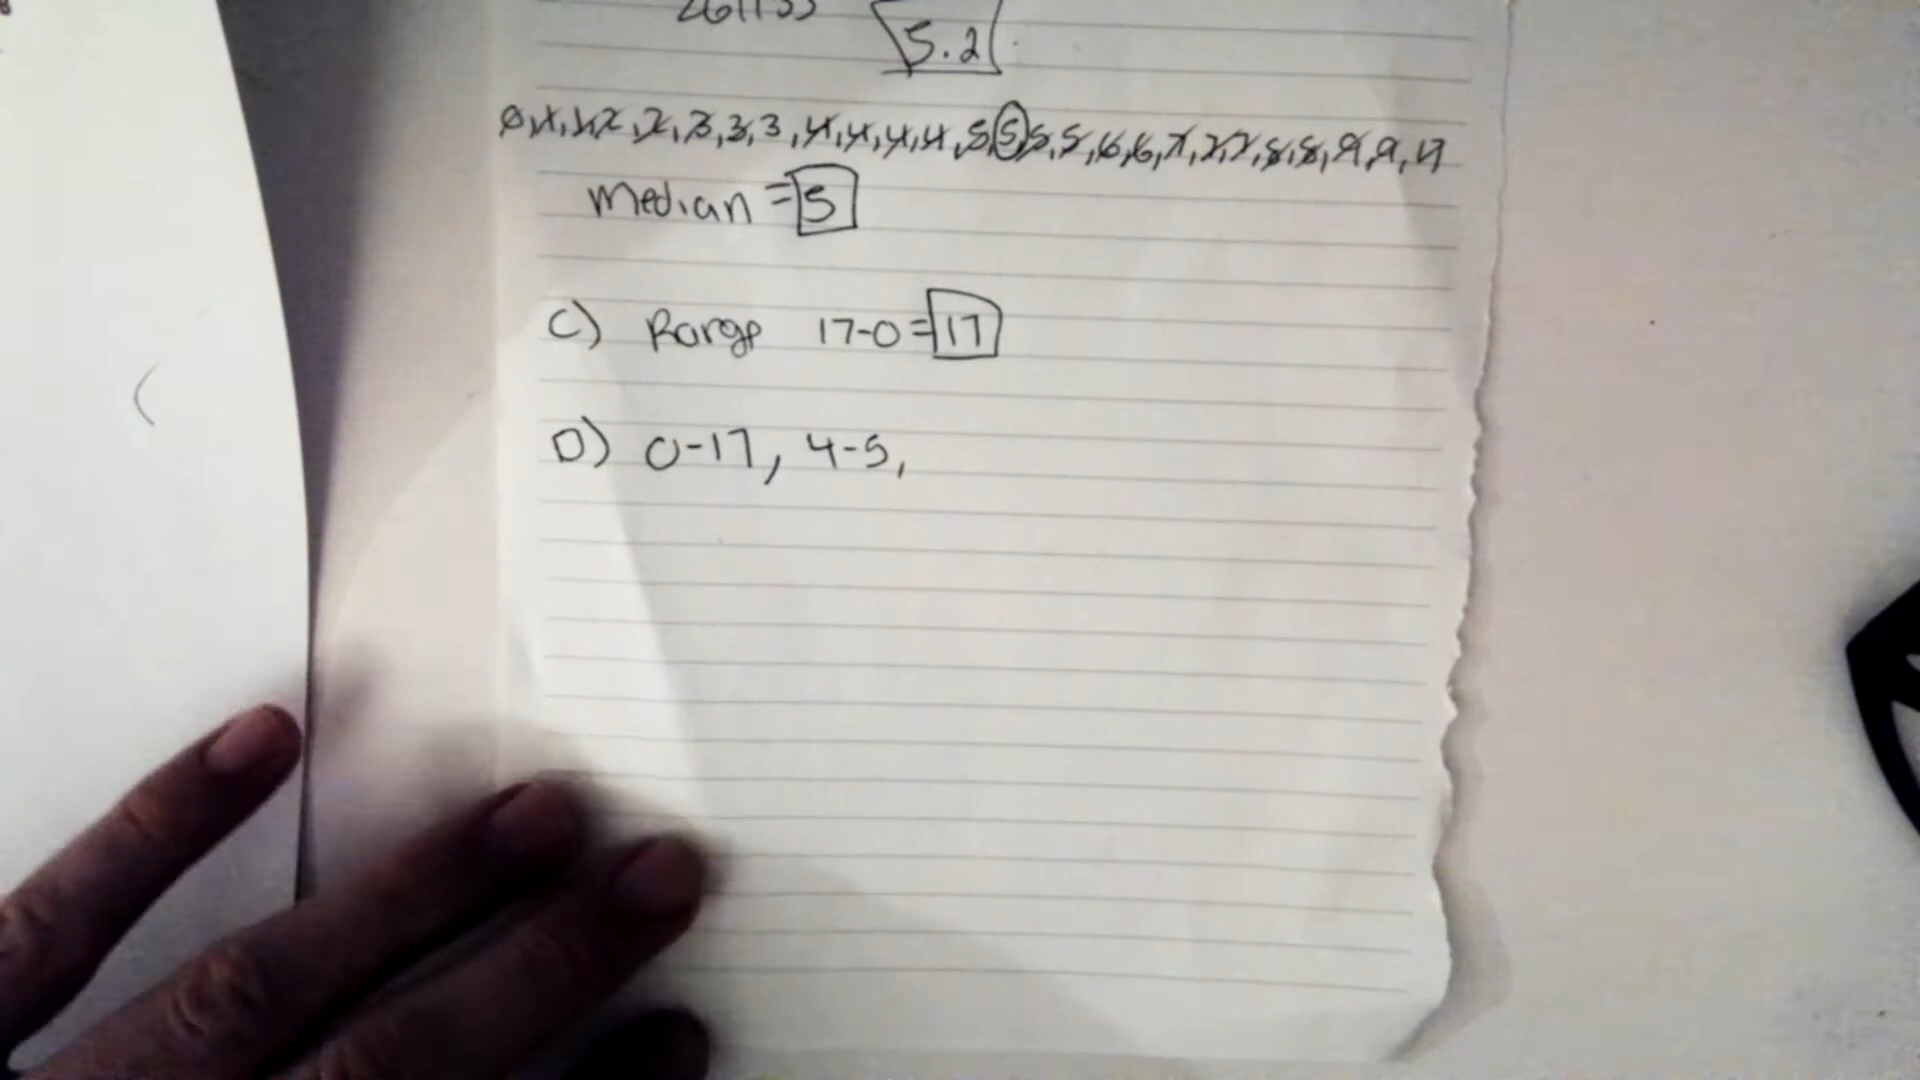 5.2
0,1,1,2,2,3,3,3,4,4,4,4,5,5,5,5,6,6,7,7,7,8,8,9,9,17
Median = 5
C) Range 17-0=17
D) 0-17, 4-5,